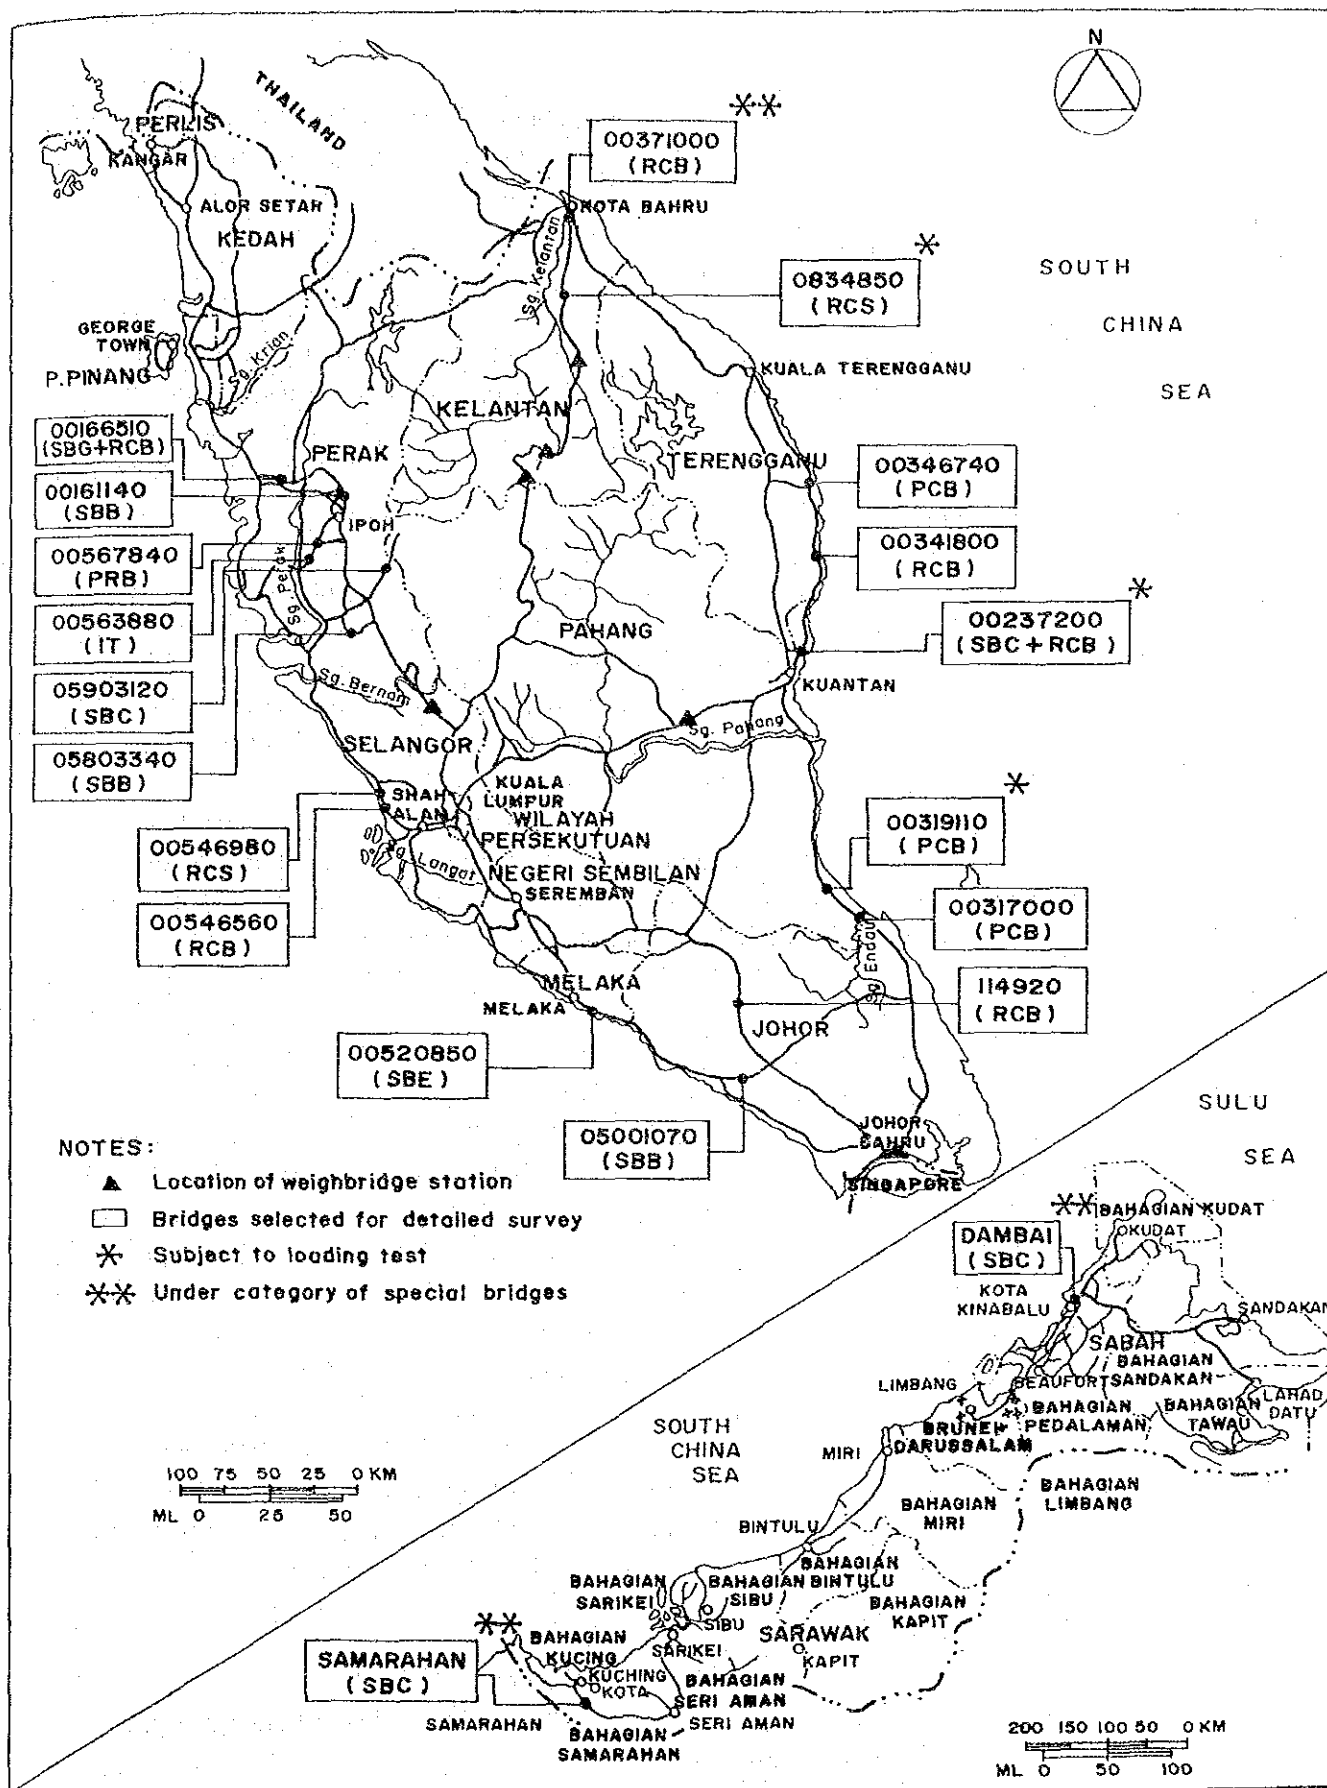 N
THAILAND
PERLIS
KANGAR
ALOR SETAR
KEDAH
** 
00371000
(RCB)
KOTA BAHRU
Sg. Kelantan
*
0834850
(RCS)
SOUTH
CHINA
SEA
GEORGE
TOWN
P.PINANG
Sg. Krian
KUALA TERENGGANU
KELANTAN
00166510
(SBG+RCB)
PERAK
TERENGGANU
00161140
(SBB)
IPOH
00346740
(PCB)
00567840
(PRB)
Sg. Perak
00341800
(RCB)
00563880
(IT)
PAHANG
*
00237200
(SBC+RCB)
05903120
(SBC)
Sg. Bernam
KUANTAN
05803340
(SBB)
SELANGOR
Sg. Pahang
SHAH
ALAM
KUALA
LUMPUR
WILAYAH
PERSEKUTUAN
*
00319110
(PCB)
00546980
(RCS)
Sg. Langat
NEGERI SEMBILAN
SEREMBAN
00317000
(PCB)
00546560
(RCB)
Sg. Endau
MELAKA
MELAKA
114920
(RCB)
JOHOR
00520850
(SBE)
05001070
(SBB)
JOHOR
BAHRU
SINGAPORE
SULU
SEA
NOTES:
Location of weighbridge station
Bridges selected for detailed survey
* Subject to loading test
** Under category of special bridges
**
BAHAGIAN KUDAT
KUDAT
DAMBAI
(SBC)
KOTA
KINABALU
SANDAKAN
SABAH
BAHAGIAN
SANDAKAN
LIMBANG
BEAUFORT
LAHAD
DATU
BAHAGIAN
TAWAU
BAHAGIAN
PEDALAMAN
BRUNEI
DARUSSALAM
SOUTH
CHINA
SEA
MIRI
100 75 50 25 0 KM
ML 0 25 50
BAHAGIAN
LIMBANG
BAHAGIAN
MIRI
BINTULU
BAHAGIAN
BINTULU
BAHAGIAN
SARIKEI
BAHAGIAN
SIBU
BAHAGIAN
KAPIT
SIBU
SARAWAK
KAPIT
**
SAMARAHAN
(SBC)
BAHAGIAN
KUCING
SARIKEI
KUCHING
KOTA
SAMARAHAN
BAHAGIAN
SERI AMAN
SERI AMAN
BAHAGIAN
SAMARAHAN
200 150 100 50 0 KM
ML 0 50 100